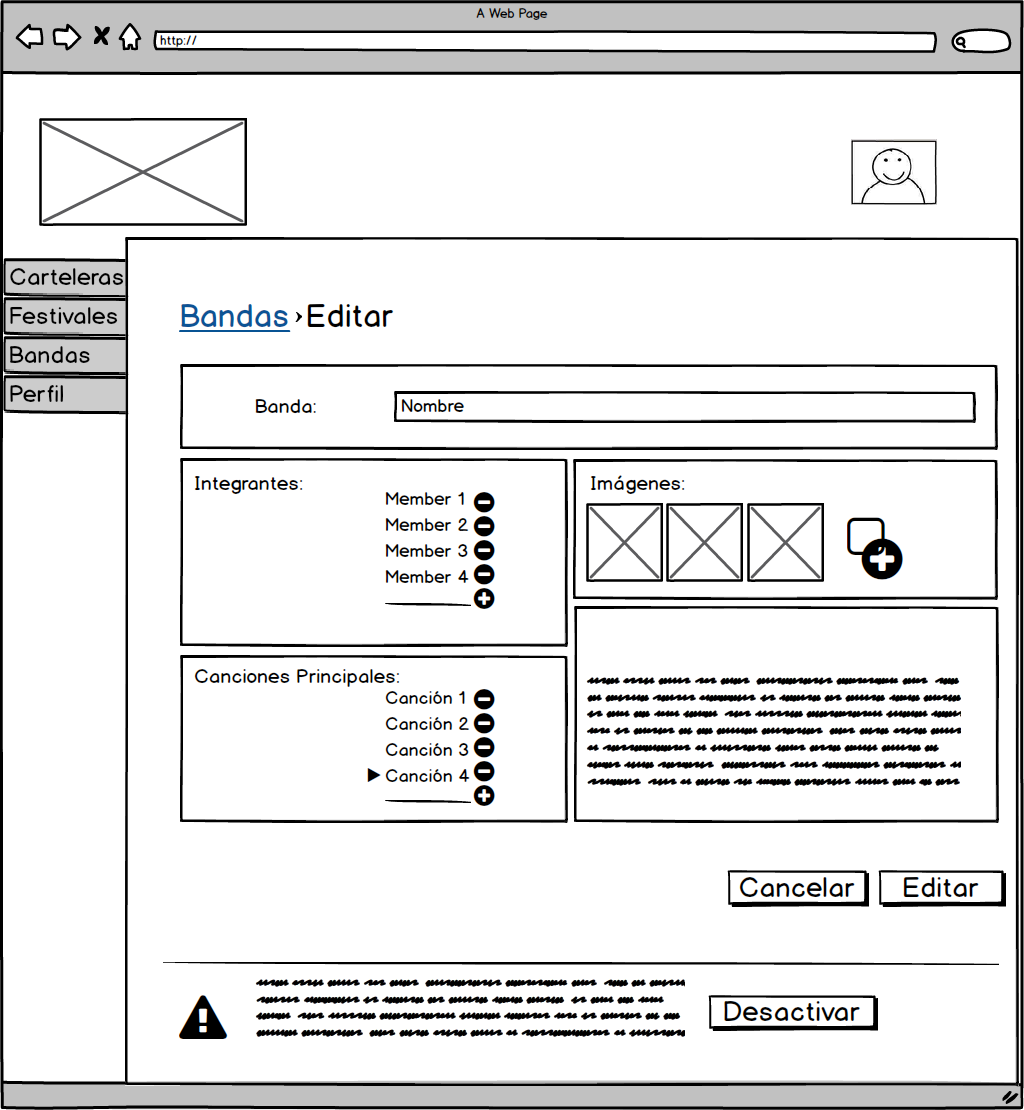 A Web Page
http://
Carteleras
Festivales
Bandas
Perfil
Bandas › Editar
Banda:
Nombre
Integrantes:
Member 1
Member 2
Member 3
Member 4
Imágenes:
Canciones Principales:
Canción 1
Canción 2
Canción 3
Canción 4
Cancelar
Editar
Desactivar